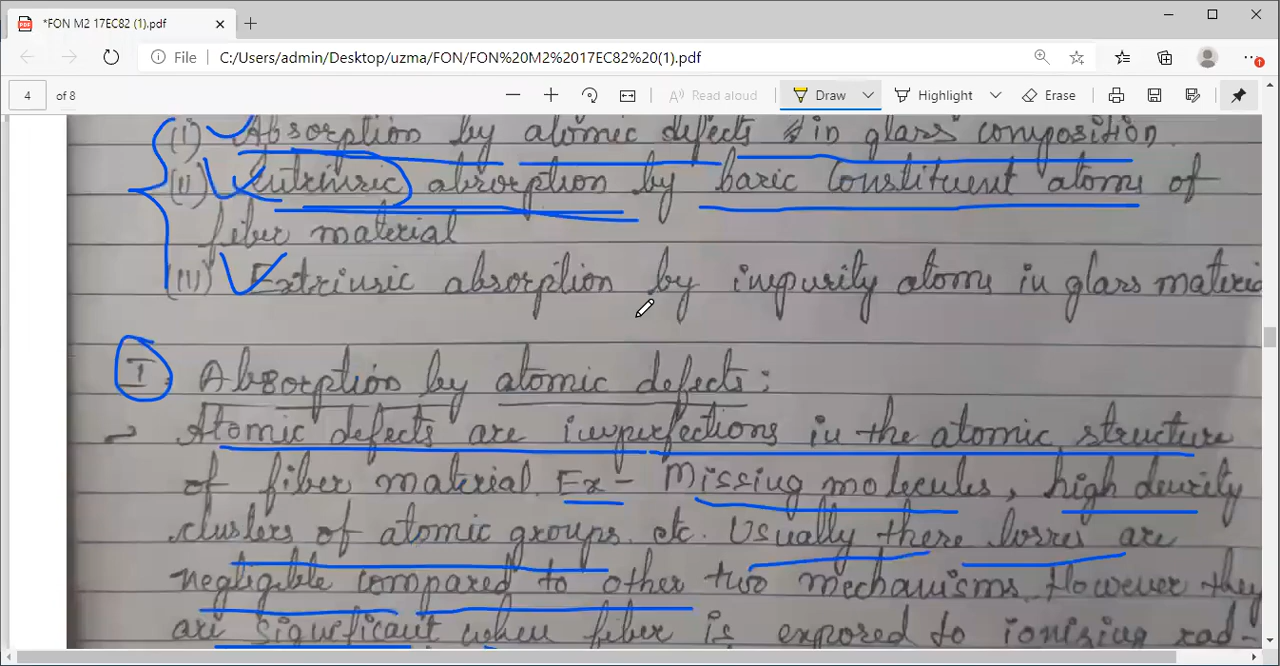 *FON M2 17EC82 (1).pdf
File C:/Users/admin/Desktop/uzma/FON/FON%20M2%2017EC82%20(1).pdf
4 of 8 Read aloud Draw Highlight Erase
(i) Absorption by atomic defects in glass composition.
(ii) Intrinsic absorption by basic constituent atoms of
fiber material
(iii) Extrinsic absorption by impurity atoms in glass materia
I. Absorption by atomic defects:
→ Atomic defects are imperfections in the atomic structure
of fiber material. Ex- Missing molecules, high density
clusters of atomic groups. etc. Usually these losses are
negligible compared to other two mechanisms. However they
are significant when fiber is exposed to ionising rad-